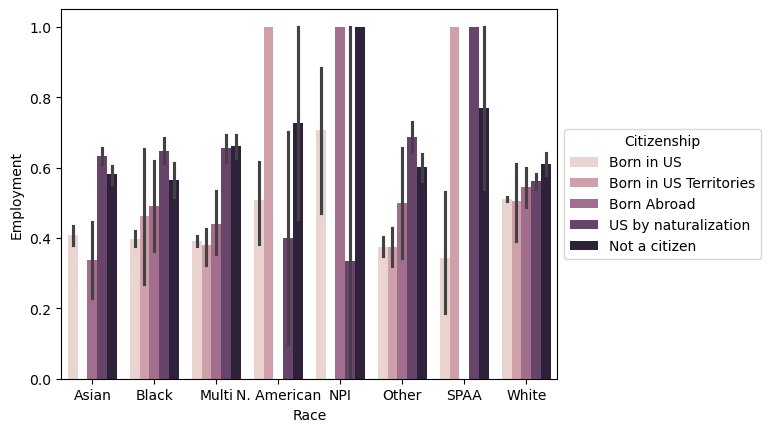 1.0
0.8
0.6
0.4
0.2
0.0
Employment
Asian Black Multi N. American NPI Other SPAA White
Race
Citizenship
Born in US
Born in US Territories
Born Abroad
US by naturalization
Not a citizen